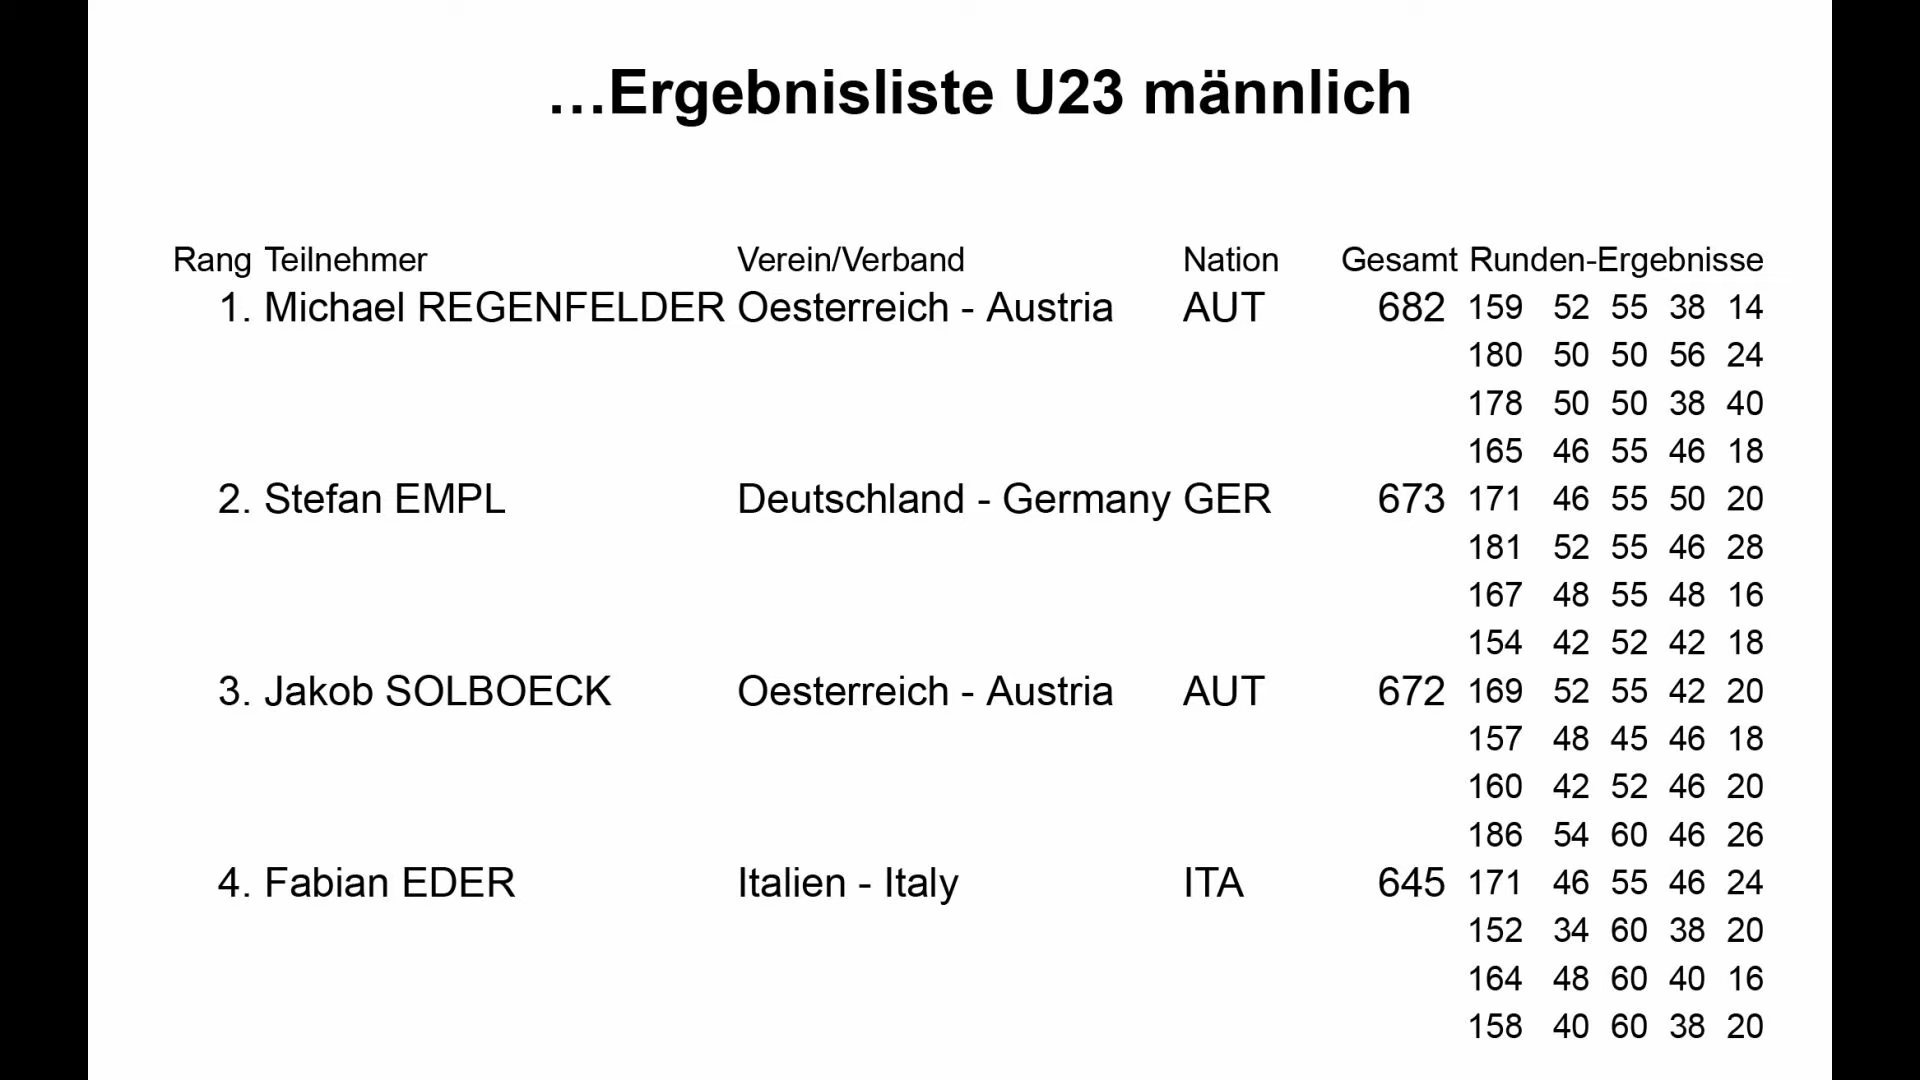 ...Ergebnisliste U23 männlich
Rang Teilnehmer Verein/Verband Nation Gesamt Runden-Ergebnisse
1. Michael REGENFELDER Oesterreich - Austria AUT 682 159 52 55 38 14
180 50 50 56 24
178 50 50 38 40
165 46 55 46 18
2. Stefan EMPL Deutschland - Germany GER 673 171 46 55 50 20
181 52 55 46 28
167 48 55 48 16
154 42 52 42 18
3. Jakob SOLBOECK Oesterreich - Austria AUT 672 169 52 55 42 20
157 48 45 46 18
160 42 52 46 20
186 54 60 46 26
4. Fabian EDER Italien - Italy ITA 645 171 46 55 46 24
152 34 60 38 20
164 48 60 40 16
158 40 60 38 20